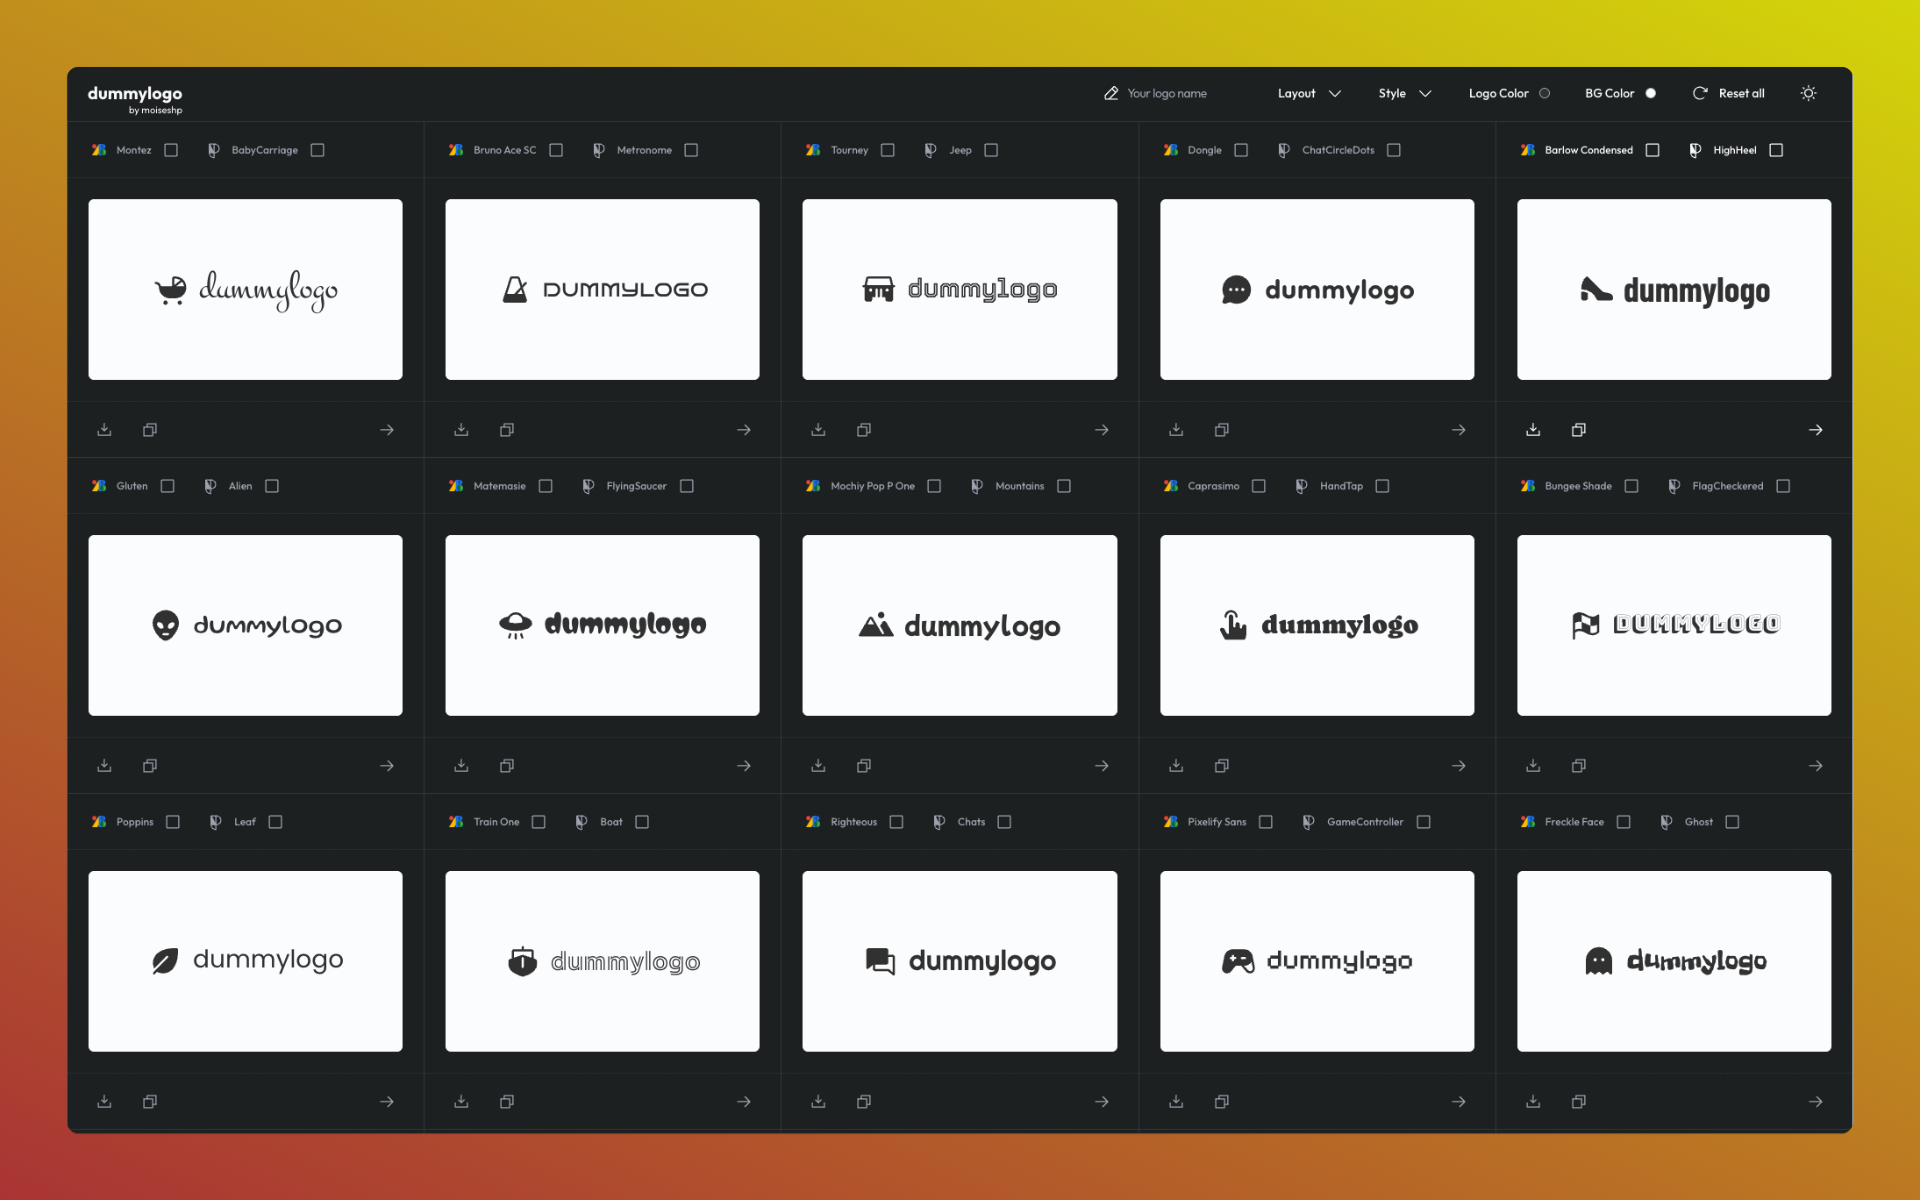 dummylogo
by moiseshp
Your logo name Layout Style Logo Color BG Color Reset all
Montez BabyCarriage
Bruno Ace SC Metronome
Tourney Jeep
Dongle ChatCircleDots
Barlow Condensed HighHeel
dummylogo
DUMMYLOGO
dummylogo
dummylogo
dummylogo
Gluten Alien
Matemasie FlyingSaucer
Mochiy Pop P One Mountains
Caprasimo HandTap
Bungee Shade FlagCheckered
dummylogo
dummylogo
dummylogo
dummylogo
DUMMYLOGO
Poppins Leaf
Train One Boat
Righteous Chats
Pixelify Sans GameController
Freckle Face Ghost
dummylogo
dummylogo
dummylogo
dummylogo
dummylogo